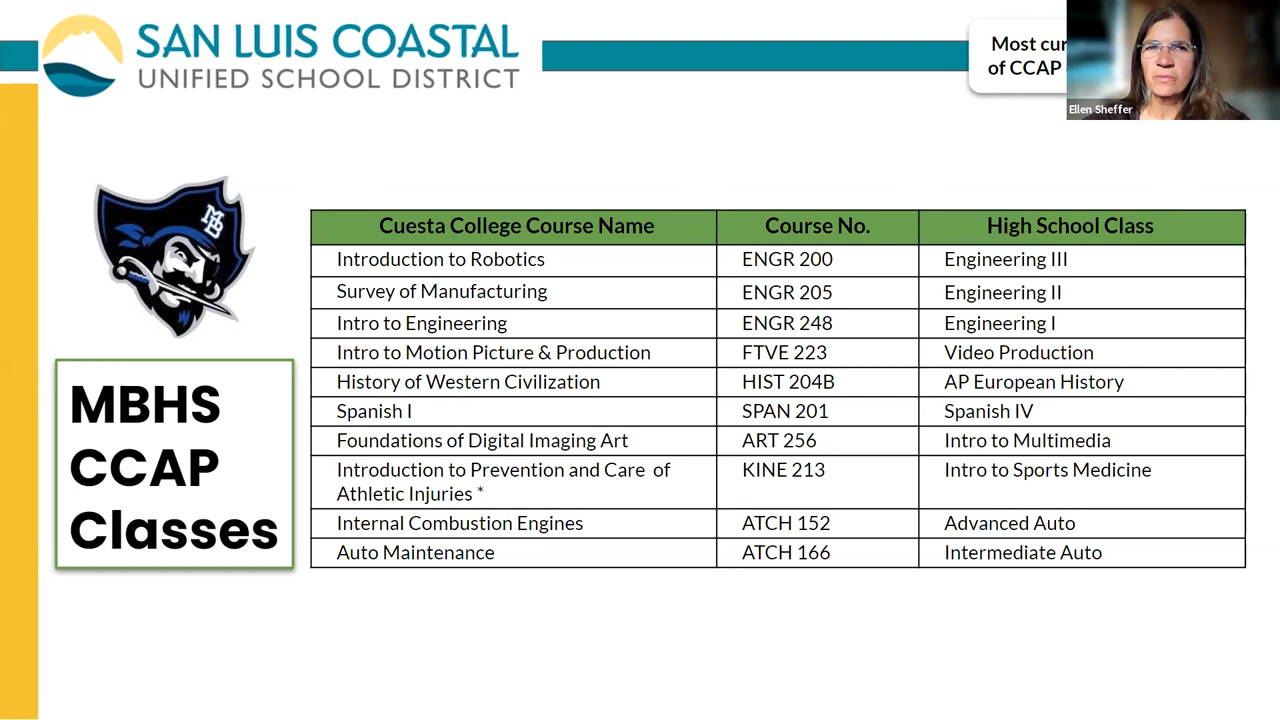 SAN LUIS COASTAL
UNIFIED SCHOOL DISTRICT
Most
of CCAP
Ellen Sheffer
MB
MBHS
CCAP
Classes
Cuesta College Course Name Course No. High School Class
Introduction to Robotics ENGR 200 Engineering III
Survey of Manufacturing ENGR 205 Engineering II
Intro to Engineering ENGR 248 Engineering I
Intro to Motion Picture & Production FTVE 223 Video Production
History of Western Civilization HIST 204B AP European History
Spanish I SPAN 201 Spanish IV
Foundations of Digital Imaging Art ART 256 Intro to Multimedia
Introduction to Prevention and Care of KINE 213 Intro to Sports Medicine
Athletic Injuries *
Internal Combustion Engines ATCH 152 Advanced Auto
Auto Maintenance ATCH 166 Intermediate Auto